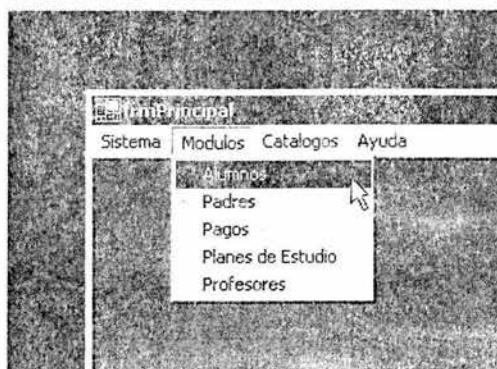 frmPrincipal
Sistema Modulos Catalogos Ayuda
Alumnos
Padres
Pagos
Planes de Estudio
Profesores